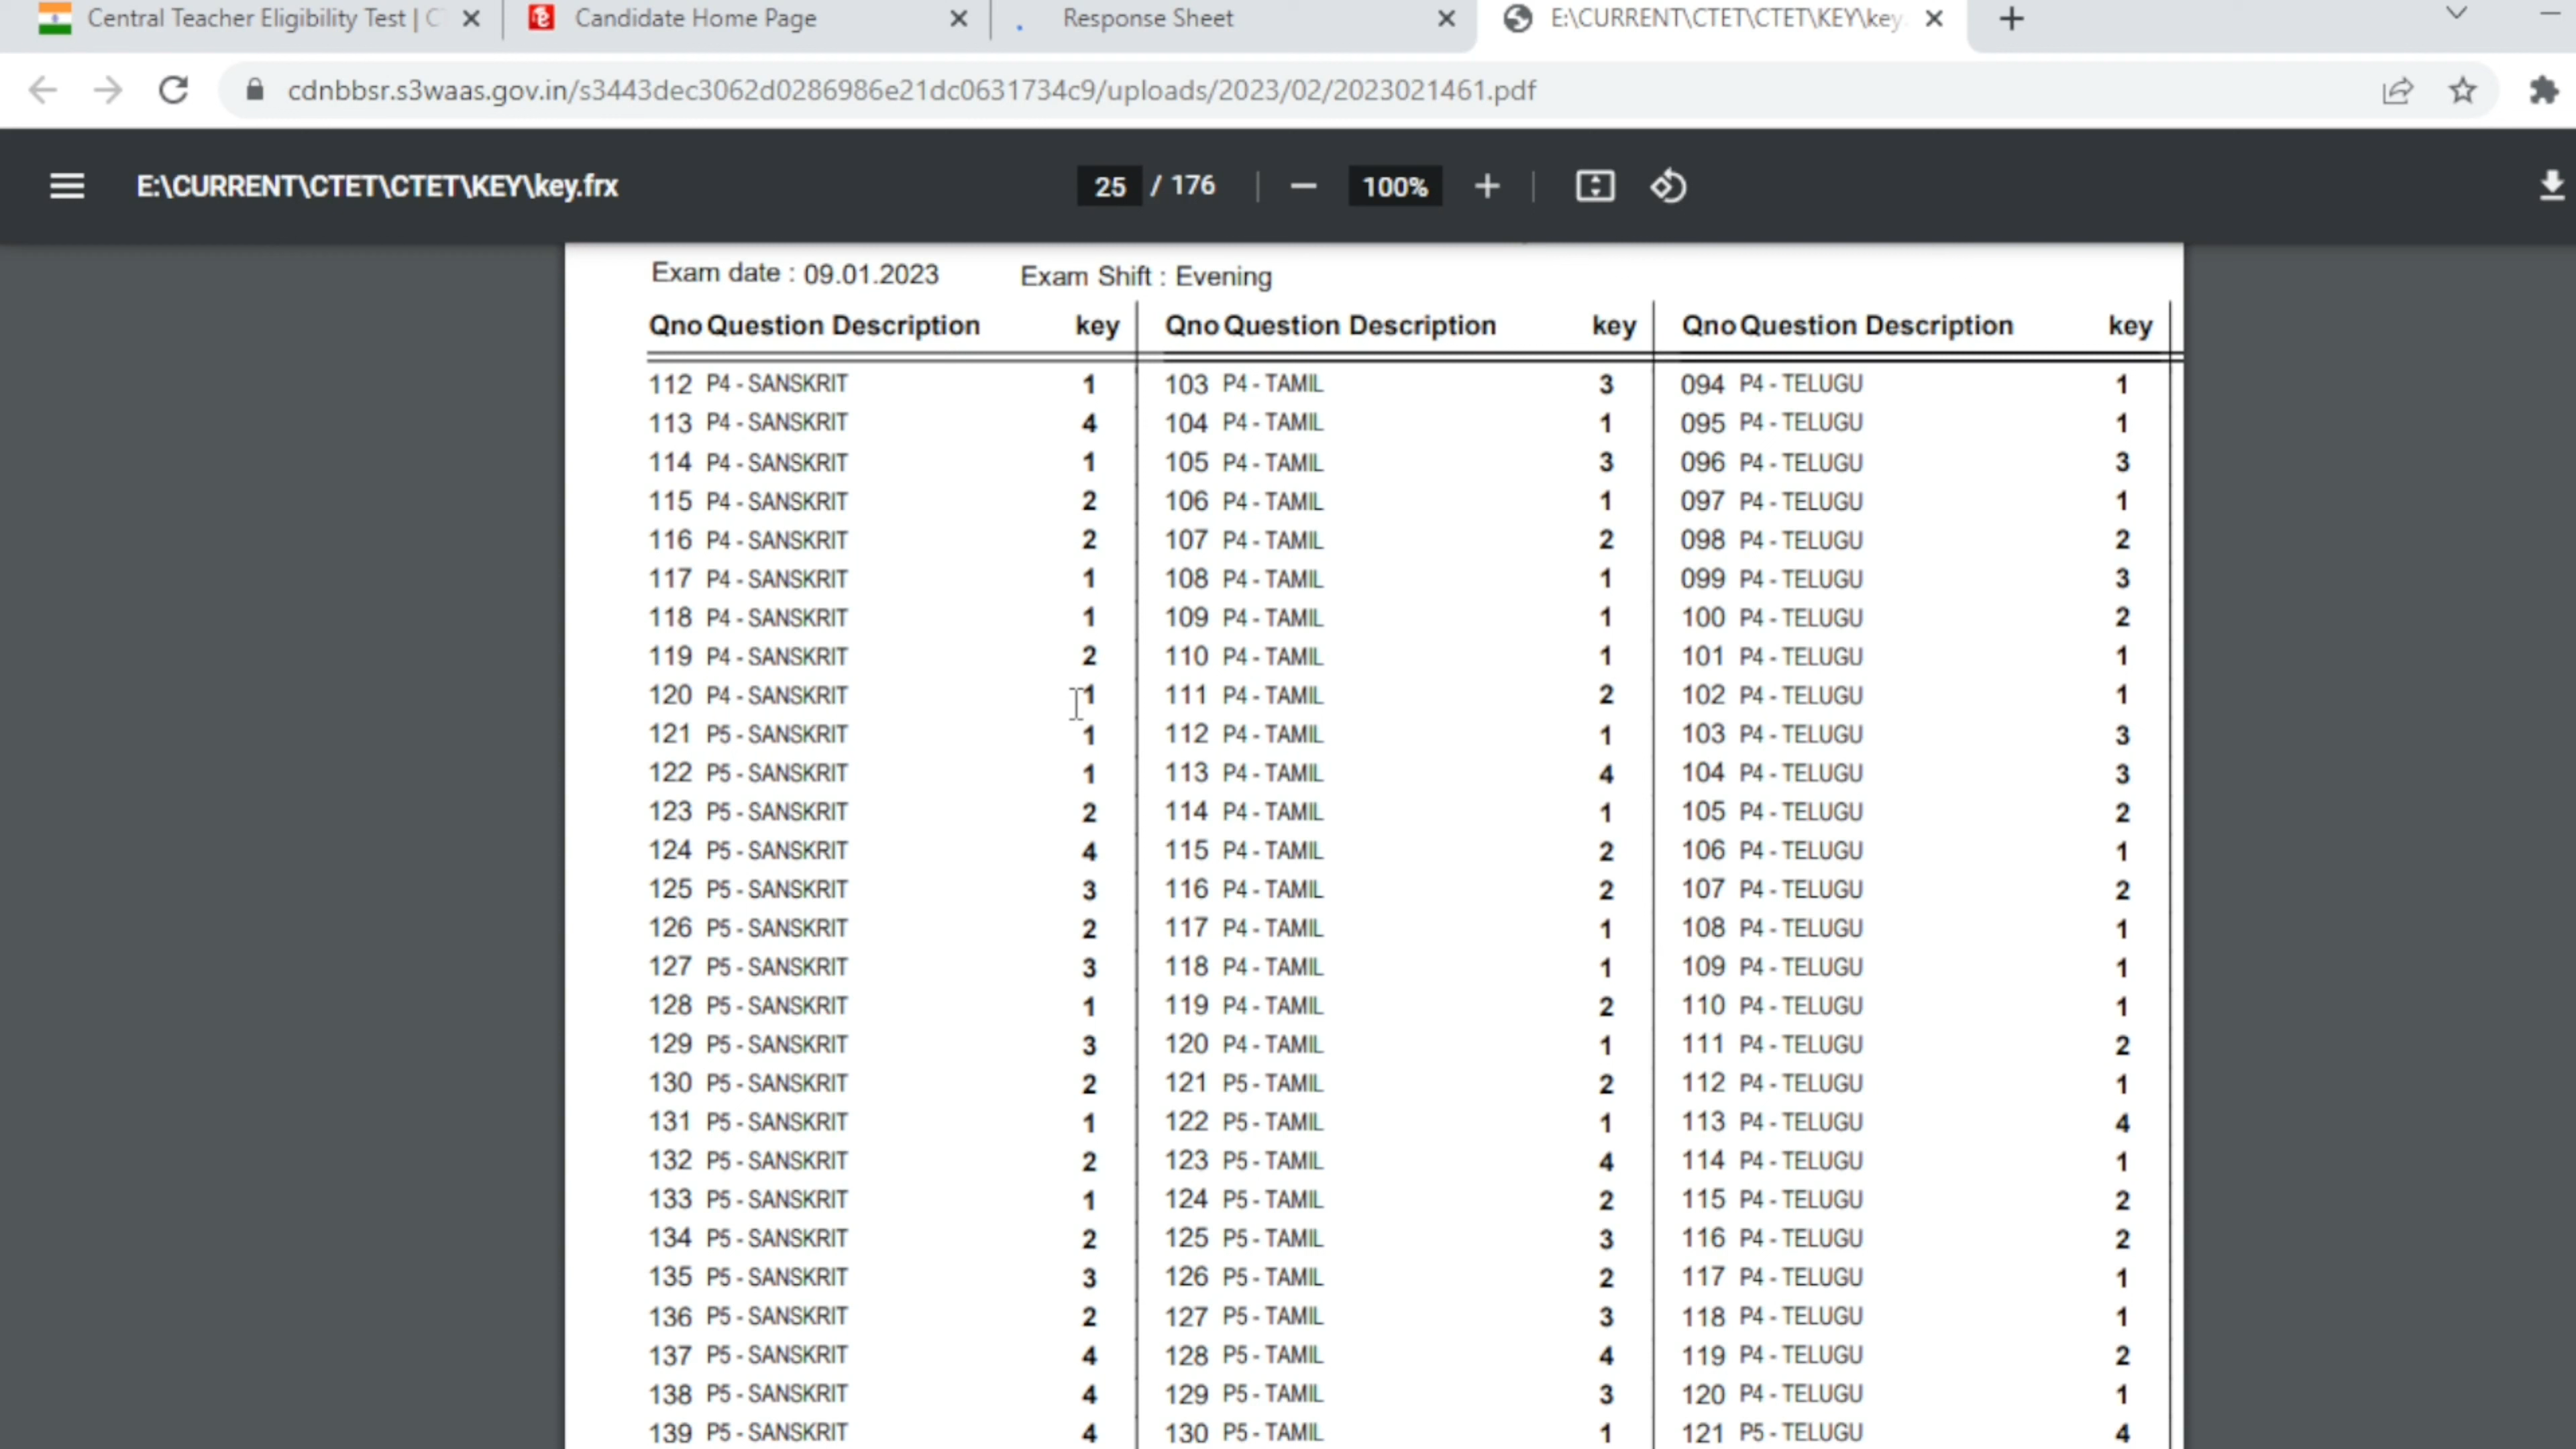 Central Teacher Eligibility Test | C
Candidate Home Page
Response Sheet
E:\CURRENT\CTET\CTET\KEY\key
cdnbbsr.s3waas.gov.in/s3443dec3062d0286986e21dc0631734c9/uploads/2023/02/2023021461.pdf
E:\CURRENT\CTET\CTET\KEY\key.frx 25 / 176 — 100% +
Exam date : 09.01.2023 Exam Shift : Evening
Qno Question Description key Qno Question Description key Qno Question Description key
112 P4 - SANSKRIT 1 103 P4 - TAMIL 3 094 P4 - TELUGU 1
113 P4 - SANSKRIT 4 104 P4 - TAMIL 1 095 P4 - TELUGU 1
114 P4 - SANSKRIT 1 105 P4 - TAMIL 3 096 P4 - TELUGU 3
115 P4 - SANSKRIT 2 106 P4 - TAMIL 1 097 P4 - TELUGU 1
116 P4 - SANSKRIT 2 107 P4 - TAMIL 2 098 P4 - TELUGU 2
117 P4 - SANSKRIT 1 108 P4 - TAMIL 1 099 P4 - TELUGU 3
118 P4 - SANSKRIT 1 109 P4 - TAMIL 1 100 P4 - TELUGU 2
119 P4 - SANSKRIT 2 110 P4 - TAMIL 1 101 P4 - TELUGU 1
120 P4 - SANSKRIT 1 111 P4 - TAMIL 2 102 P4 - TELUGU 1
121 P5 - SANSKRIT 1 112 P4 - TAMIL 1 103 P4 - TELUGU 3
122 P5 - SANSKRIT 1 113 P4 - TAMIL 4 104 P4 - TELUGU 3
123 P5 - SANSKRIT 2 114 P4 - TAMIL 1 105 P4 - TELUGU 2
124 P5 - SANSKRIT 4 115 P4 - TAMIL 2 106 P4 - TELUGU 1
125 P5 - SANSKRIT 3 116 P4 - TAMIL 2 107 P4 - TELUGU 2
126 P5 - SANSKRIT 2 117 P4 - TAMIL 1 108 P4 - TELUGU 1
127 P5 - SANSKRIT 3 118 P4 - TAMIL 1 109 P4 - TELUGU 1
128 P5 - SANSKRIT 1 119 P4 - TAMIL 2 110 P4 - TELUGU 1
129 P5 - SANSKRIT 3 120 P4 - TAMIL 1 111 P4 - TELUGU 2
130 P5 - SANSKRIT 2 121 P5 - TAMIL 2 112 P4 - TELUGU 1
131 P5 - SANSKRIT 1 122 P5 - TAMIL 1 113 P4 - TELUGU 4
132 P5 - SANSKRIT 2 123 P5 - TAMIL 4 114 P4 - TELUGU 1
133 P5 - SANSKRIT 1 124 P5 - TAMIL 2 115 P4 - TELUGU 2
134 P5 - SANSKRIT 2 125 P5 - TAMIL 3 116 P4 - TELUGU 2
135 P5 - SANSKRIT 3 126 P5 - TAMIL 2 117 P4 - TELUGU 1
136 P5 - SANSKRIT 2 127 P5 - TAMIL 3 118 P4 - TELUGU 1
137 P5 - SANSKRIT 4 128 P5 - TAMIL 4 119 P4 - TELUGU 2
138 P5 - SANSKRIT 4 129 P5 - TAMIL 3 120 P4 - TELUGU 1
139 P5 - SANSKRIT 4 130 P5 - TAMIL 1 121 P5 - TELUGU 4